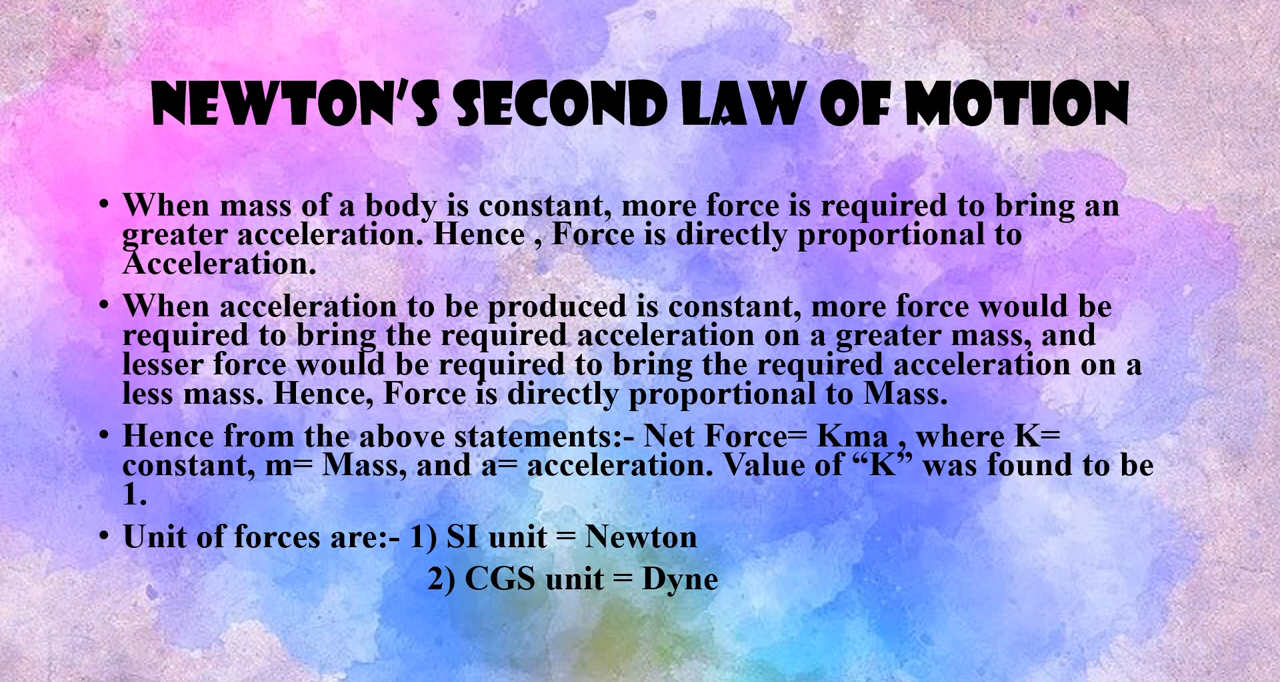 NEWTON'S SECOND LAW OF MOTION
• When mass of a body is constant, more force is required to bring an
greater acceleration. Hence , Force is directly proportional to
Acceleration.
• When acceleration to be produced is constant, more force would be
required to bring the required acceleration on a greater mass, and
lesser force would be required to bring the required acceleration on a
less mass. Hence, Force is directly proportional to Mass.
• Hence from the above statements:- Net Force= Kma , where K=
constant, m= Mass, and a= acceleration. Value of “K” was found to be
1.
• Unit of forces are:- 1) SI unit = Newton
2) CGS unit = Dyne